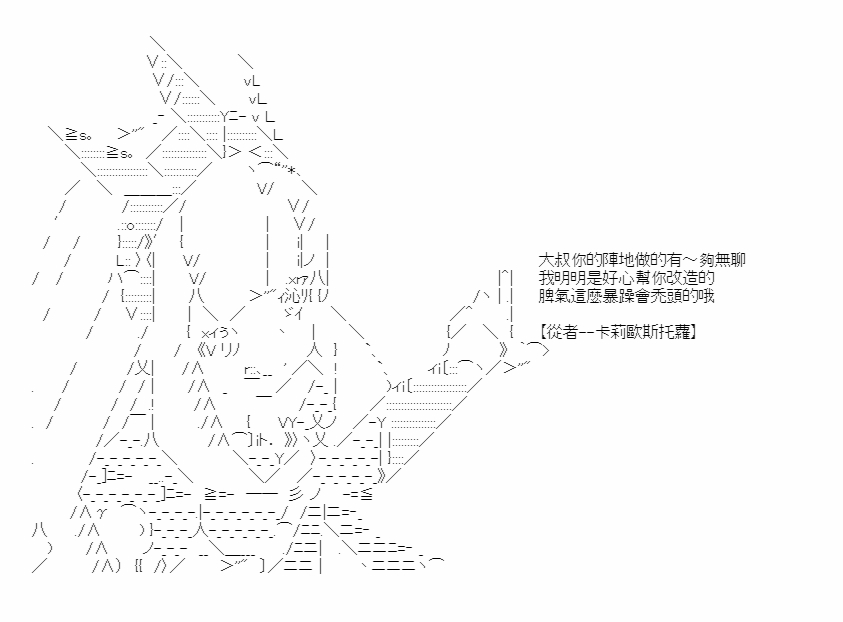 大叔你的陣地做的有～夠無聊
我明明是好心幫你改造的
脾氣這麼暴躁會禿頭的哦
【從者--卡莉歐斯托蘿】